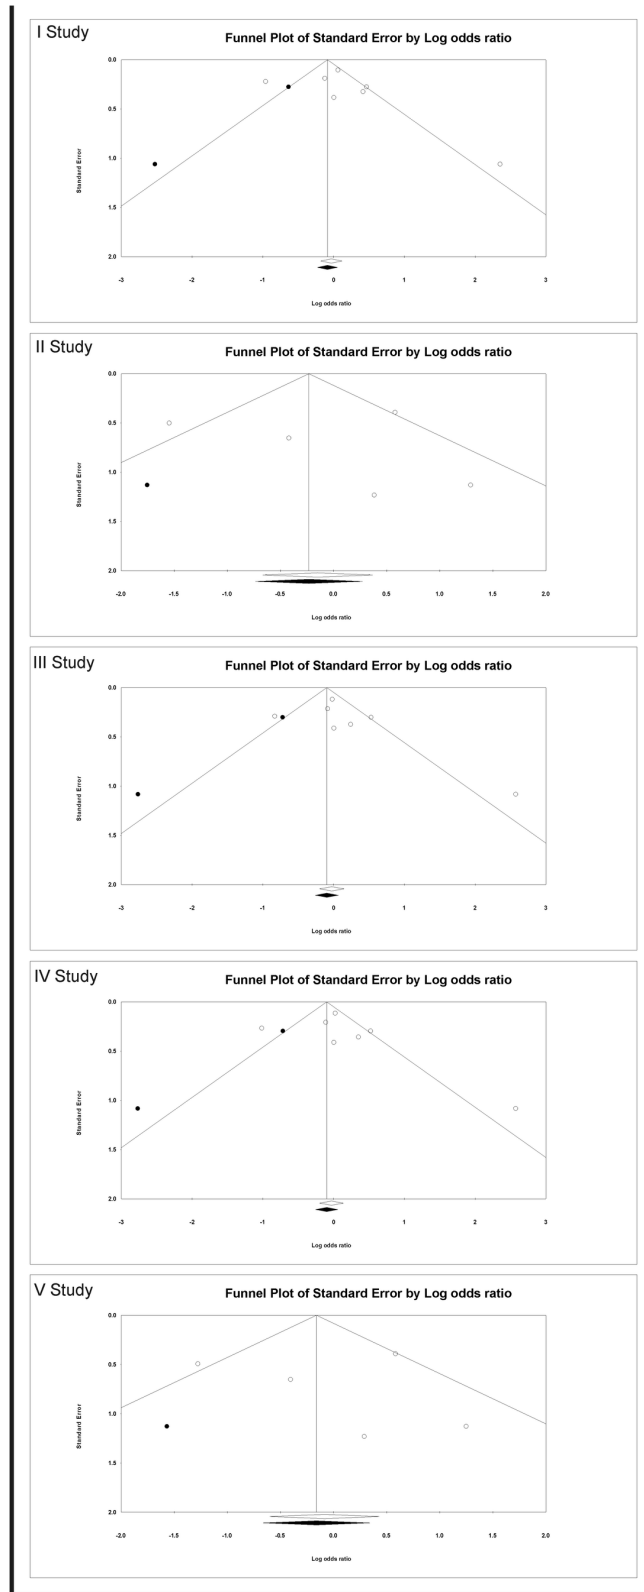 I Study
Funnel Plot of Standard Error by Log odds ratio
0.0
0.5
1.0
1.5
2.0
Standard Error
-3 -2 -1 0 1 2 3
Log odds ratio
II Study
Funnel Plot of Standard Error by Log odds ratio
0.0
0.5
1.0
1.5
2.0
Standard Error
-2.0 -1.5 -1.0 -0.5 0.0 0.5 1.0 1.5 2.0
Log odds ratio
III Study
Funnel Plot of Standard Error by Log odds ratio
0.0
0.5
1.0
1.5
2.0
Standard Error
-3 -2 -1 0 1 2 3
Log odds ratio
IV Study
Funnel Plot of Standard Error by Log odds ratio
0.0
0.5
1.0
1.5
2.0
Standard Error
-3 -2 -1 0 1 2 3
Log odds ratio
V Study
Funnel Plot of Standard Error by Log odds ratio
0.0
0.5
1.0
1.5
2.0
Standard Error
-2.0 -1.5 -1.0 -0.5 0.0 0.5 1.0 1.5 2.0
Log odds ratio